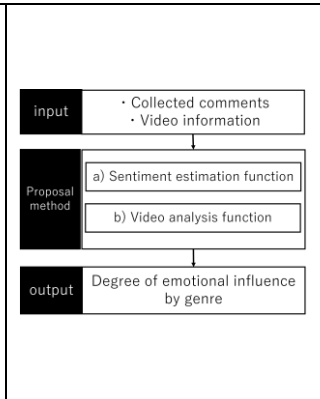 input
・Collected comments
・Video information
Proposal
method
a) Sentiment estimation function
b) Video analysis function
output
Degree of emotional influence
by genre